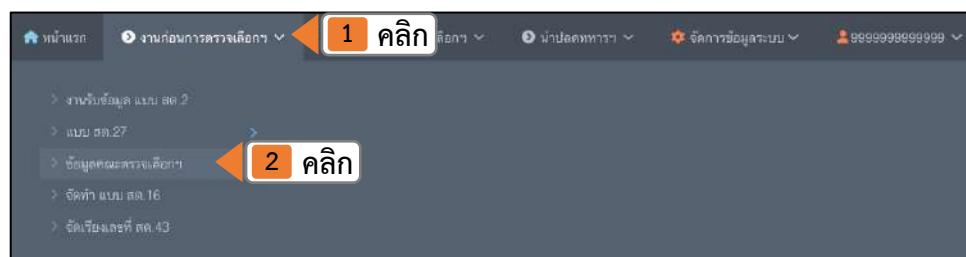 หน้าแรก งานก่อนการตรวจเลือกฯ 1 คลิก ลือกฯ นำปลดทหารฯ จัดการข้อมูลระบบ 9999999999999
งานรับข้อมูล แบบ สด.2
แบบ สด.27
ข้อมูลคณะตรวจเลือกฯ 2 คลิก
จัดทำ แบบ สด.16
จัดเรียงเลขที่ สด.43